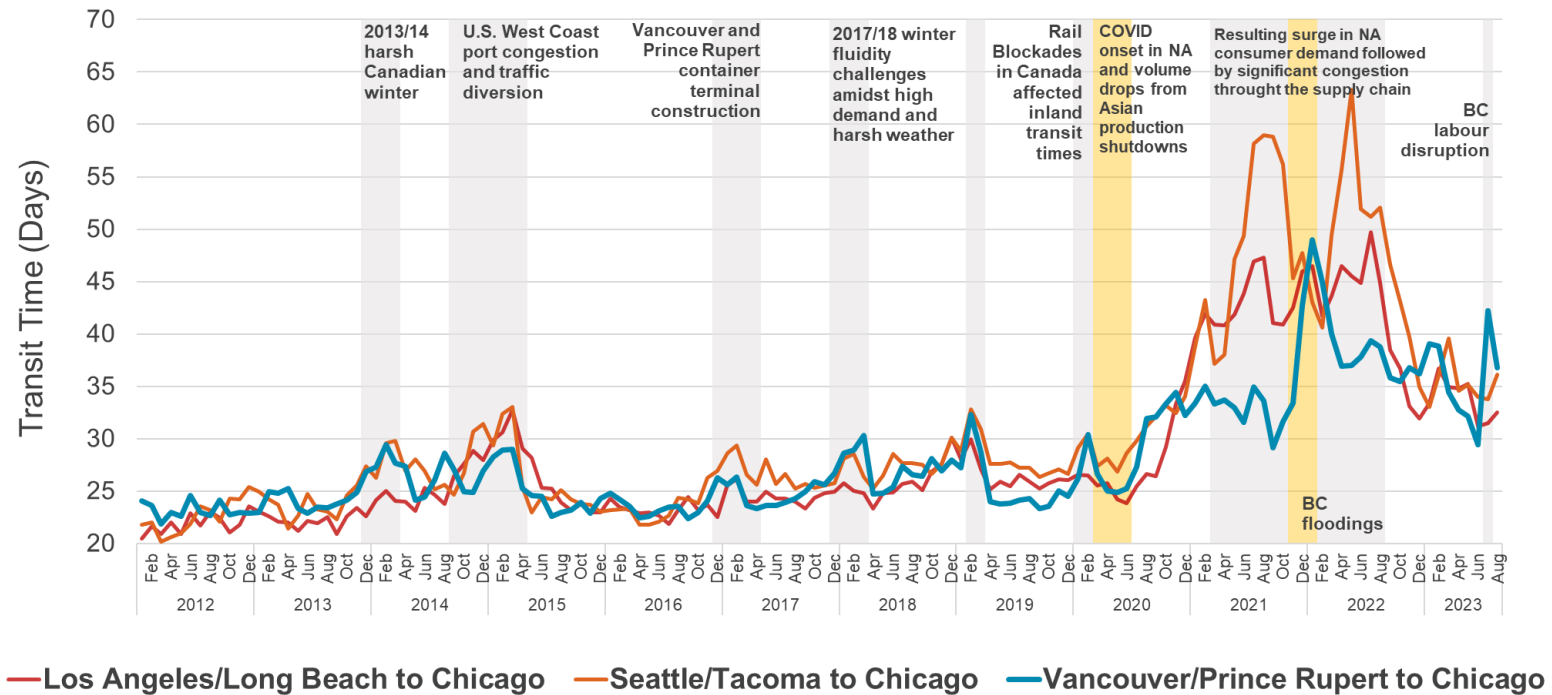 70
65
60
55
50
45
40
35
30
25
20
Transit Time (Days)
2013/14
harsh
Canadian
winter
U.S. West Coast
port congestion
and traffic
diversion
Vancouver and
Prince Rupert
container
terminal
construction
2017/18 winter
fluidity
challenges
amidst high
demand and
harsh weather
Rail
Blockades
in Canada
affected
inland
transit
times
COVID
onset in NA
and volume
drops from
Asian
production
shutdowns
Resulting surge in NA
consumer demand followed
by significant congestion
throught the supply chain
BC
labour
disruption
BC
floodings
Feb Apr Jun Aug Oct Dec Feb Apr Jun Aug Oct Dec Feb Apr Jun Aug Oct Dec Feb Apr Jun Aug Oct Dec Feb Apr Jun Aug Oct Dec Feb Apr Jun Aug Oct Dec Feb Apr Jun Aug Oct Dec Feb Apr Jun Aug Oct Dec Feb Apr Jun Aug Oct Dec Feb Apr Jun Aug Oct Dec Feb Apr Jun Aug Oct Dec Feb Apr Jun Aug
2012 2013 2014 2015 2016 2017 2018 2019 2020 2021 2022 2023
Los Angeles/Long Beach to Chicago Seattle/Tacoma to Chicago Vancouver/Prince Rupert to Chicago